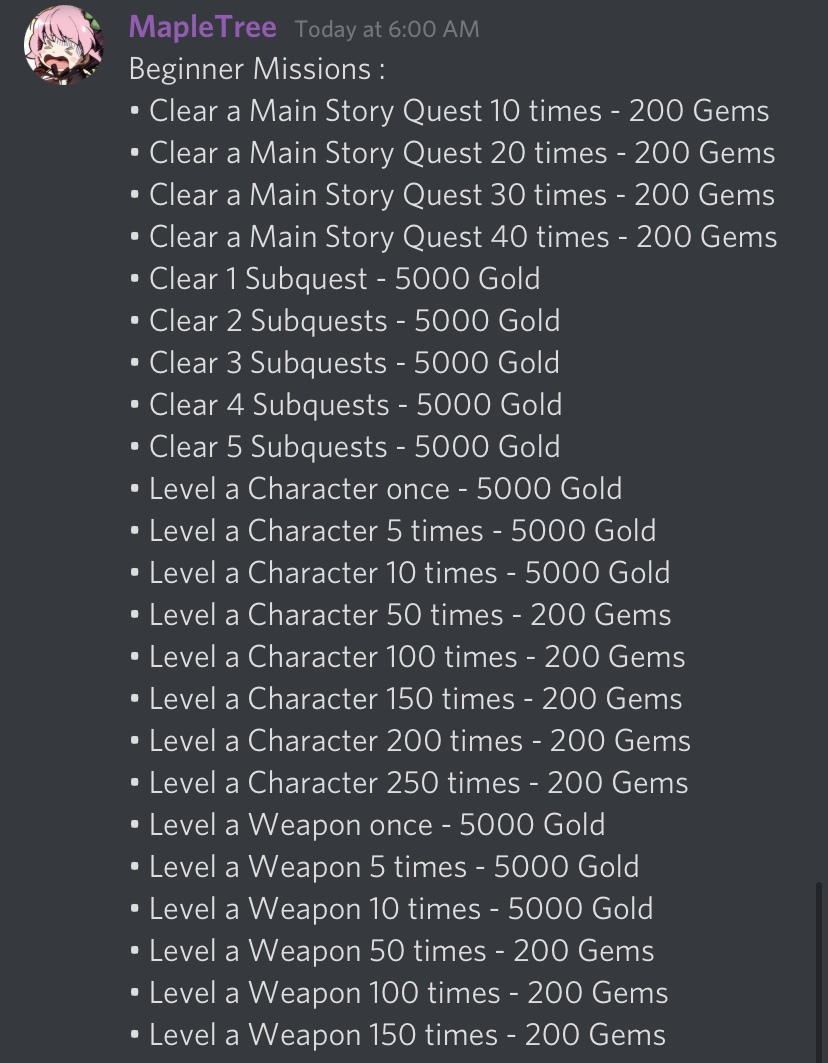 MapleTree Today at 6:00 AM
Beginner Missions :
• Clear a Main Story Quest 10 times - 200 Gems
• Clear a Main Story Quest 20 times - 200 Gems
• Clear a Main Story Quest 30 times - 200 Gems
• Clear a Main Story Quest 40 times - 200 Gems
• Clear 1 Subquest - 5000 Gold
• Clear 2 Subquests - 5000 Gold
• Clear 3 Subquests - 5000 Gold
• Clear 4 Subquests - 5000 Gold
• Clear 5 Subquests - 5000 Gold
• Level a Character once - 5000 Gold
• Level a Character 5 times - 5000 Gold
• Level a Character 10 times - 5000 Gold
• Level a Character 50 times - 200 Gems
• Level a Character 100 times - 200 Gems
• Level a Character 150 times - 200 Gems
• Level a Character 200 times - 200 Gems
• Level a Character 250 times - 200 Gems
• Level a Weapon once - 5000 Gold
• Level a Weapon 5 times - 5000 Gold
• Level a Weapon 10 times - 5000 Gold
• Level a Weapon 50 times - 200 Gems
• Level a Weapon 100 times - 200 Gems
• Level a Weapon 150 times - 200 Gems